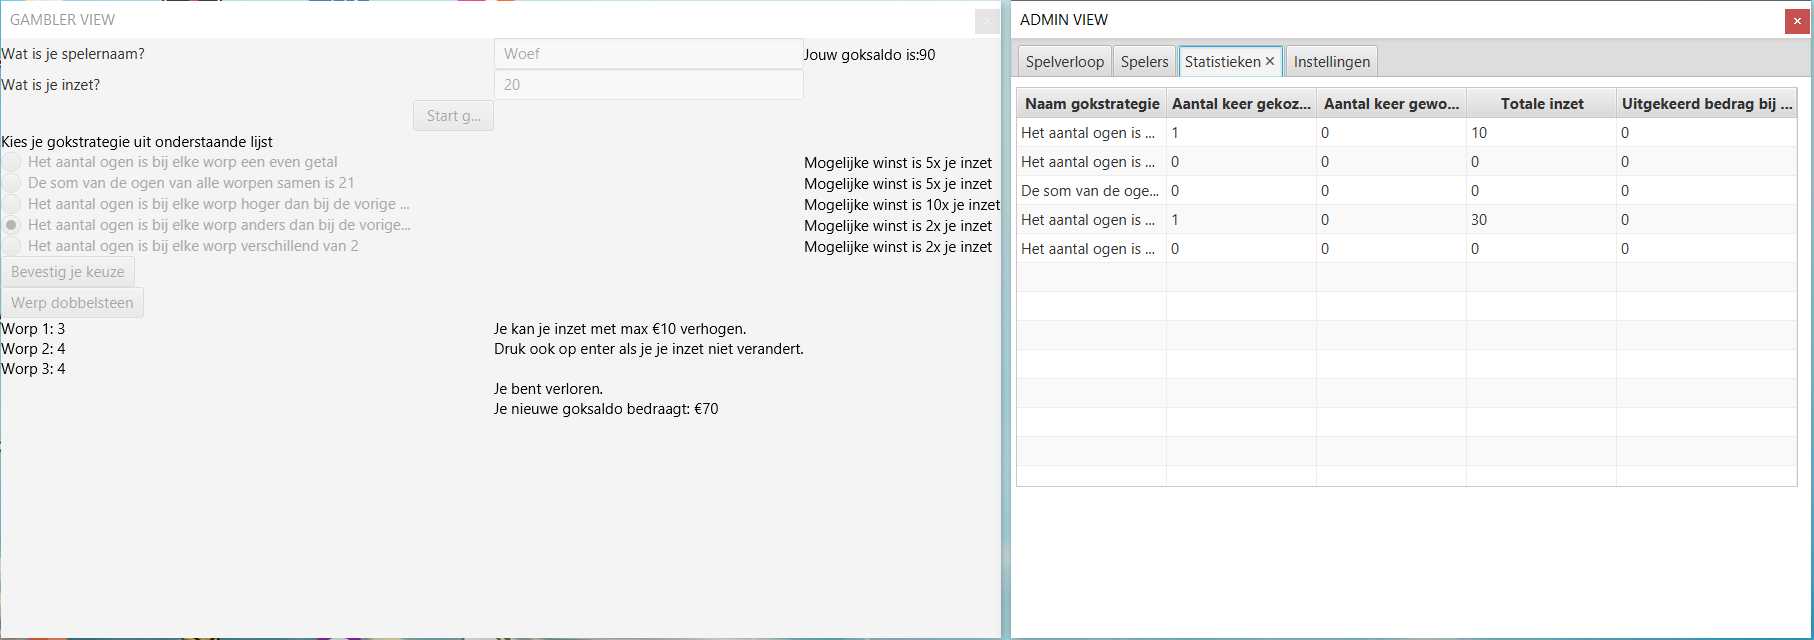 GAMBLER VIEW
Wat is je spelernaam?
Woef
Jouw goksaldo is:90
Wat is je inzet?
20
Start g...
Kies je gokstrategie uit onderstaande lijst
Het aantal ogen is bij elke worp een even getal
Mogelijke winst is 5x je inzet
De som van de ogen van alle worpen samen is 21
Mogelijke winst is 5x je inzet
Het aantal ogen is bij elke worp hoger dan bij de vorige ...
Mogelijke winst is 10x je inzet
Het aantal ogen is bij elke worp anders dan bij de vorige...
Mogelijke winst is 2x je inzet
Het aantal ogen is bij elke worp verschillend van 2
Mogelijke winst is 2x je inzet
Bevestig je keuze
Werp dobbelsteen
Worp 1: 3
Je kan je inzet met max €10 verhogen.
Worp 2: 4
Druk ook op enter als je je inzet niet verandert.
Worp 3: 4
Je bent verloren.
Je nieuwe goksaldo bedraagt: €70
ADMIN VIEW
Spelverloop Spelers Statistieken Instellingen
Naam gokstrategie Aantal keer gekoz... Aantal keer gewo... Totale inzet Uitgekeerd bedrag bij ...
Het aantal ogen is ... 1 0 10 0
Het aantal ogen is ... 0 0 0 0
De som van de oge... 0 0 0 0
Het aantal ogen is ... 1 0 30 0
Het aantal ogen is ... 0 0 0 0